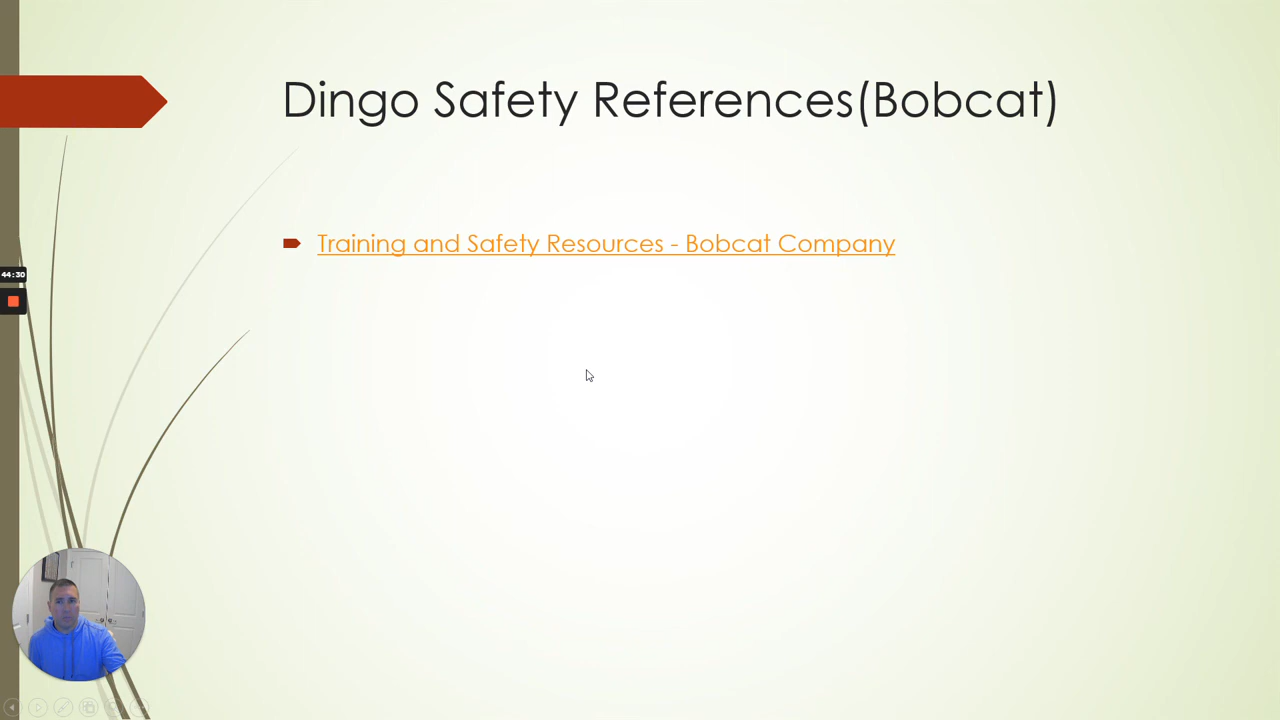 Dingo Safety References(Bobcat)
Training and Safety Resources - Bobcat Company
44:30